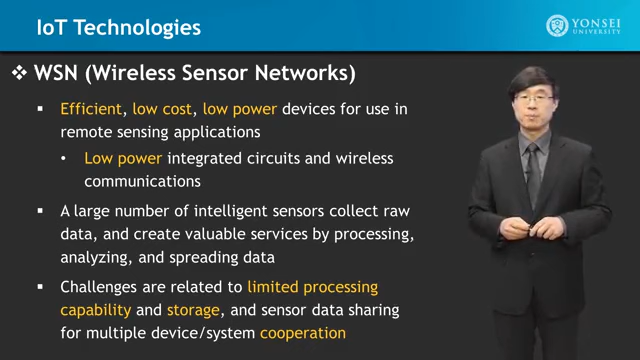 IoT Technologies
YONSEI
UNIVERSITY
❖ WSN (Wireless Sensor Networks)
▪ Efficient, low cost, low power devices for use in
remote sensing applications
• Low power integrated circuits and wireless
communications
▪ A large number of intelligent sensors collect raw
data, and create valuable services by processing,
analyzing, and spreading data
▪ Challenges are related to limited processing
capability and storage, and sensor data sharing
for multiple device/system cooperation